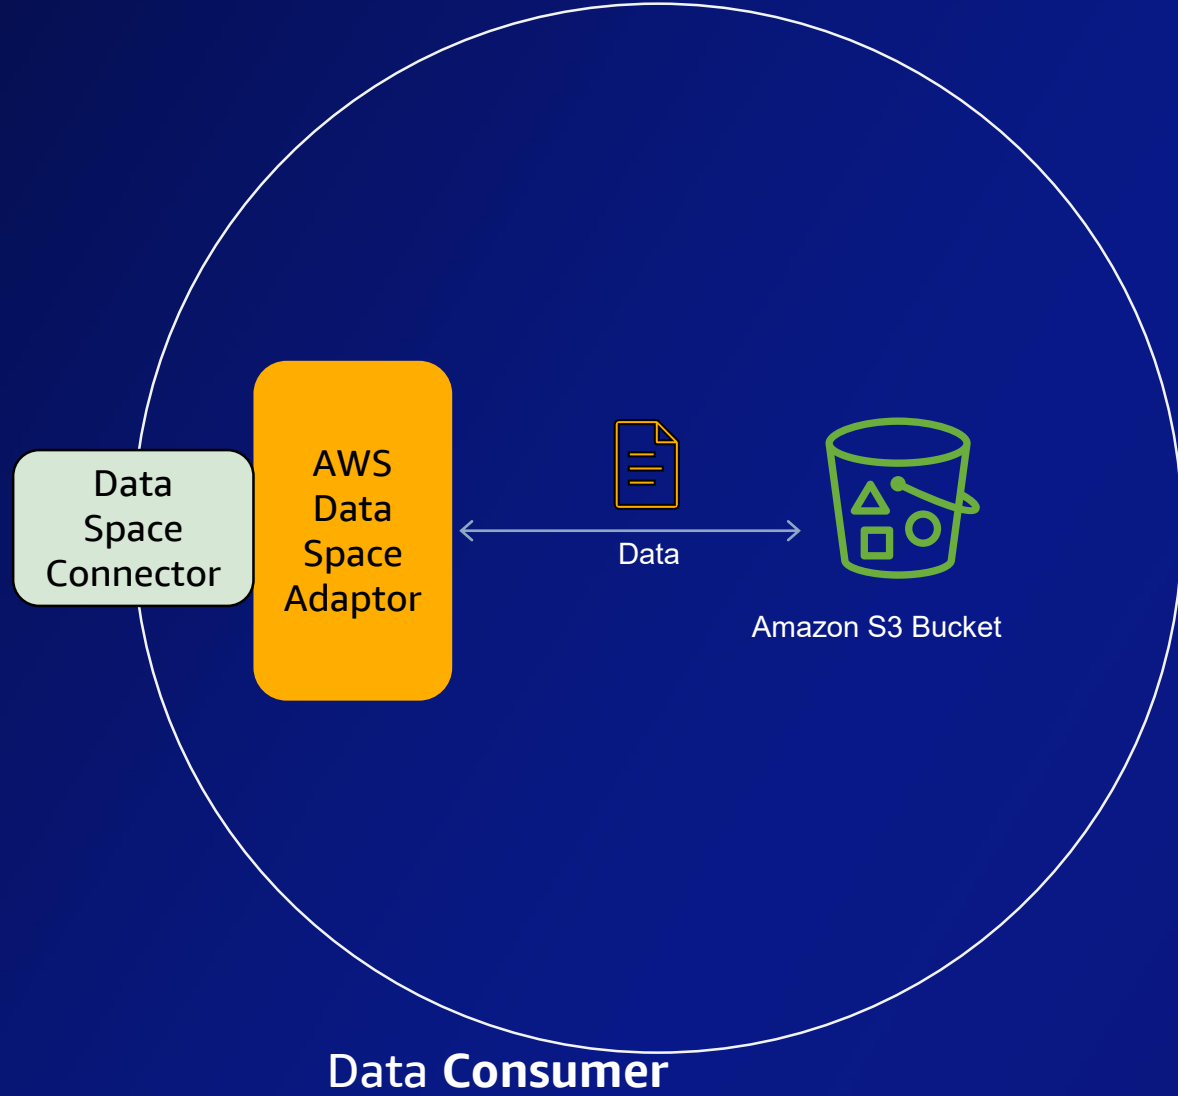 Data
Space
Connector
AWS
Data
Space
Adaptor
Data
Amazon S3 Bucket
Data Consumer